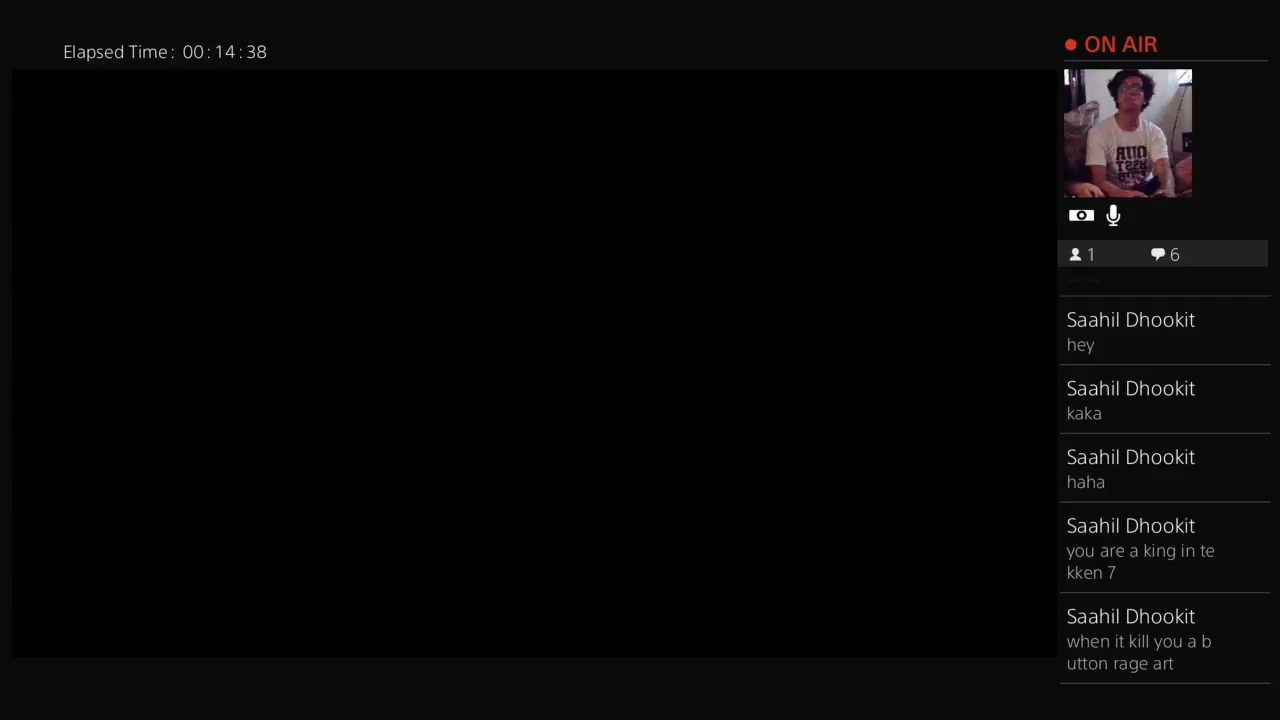 Elapsed Time: 00:14:38
ON AIR
1 6
Saahil Dhookit
hey
Saahil Dhookit
kaka
Saahil Dhookit
haha
Saahil Dhookit
you are a king in te
kken 7
Saahil Dhookit
when it kill you a b
utton rage art